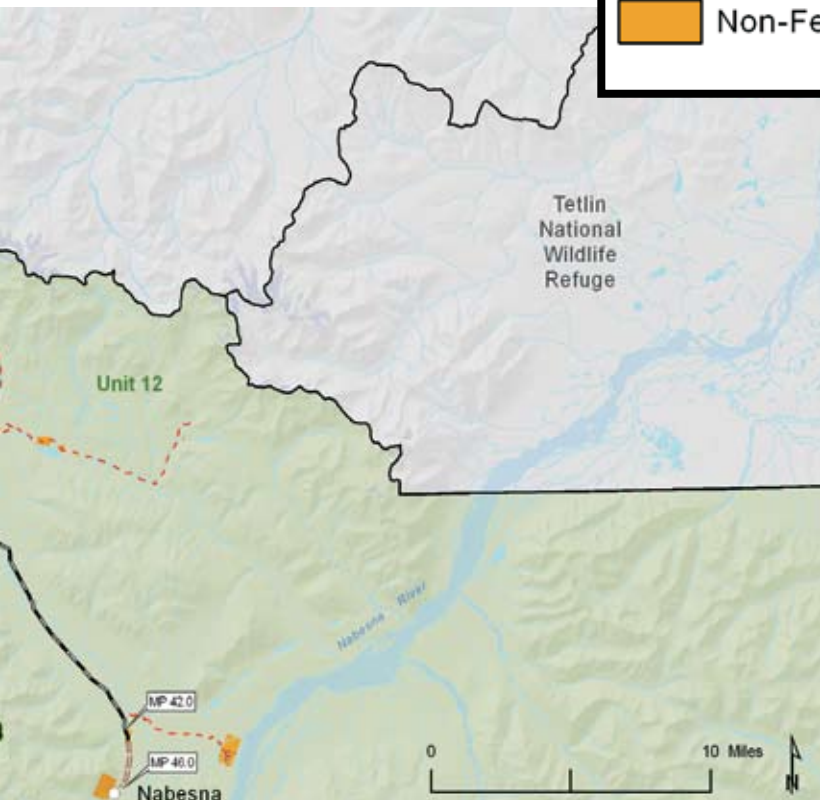 Non-Fe
Tetlin
National
Wildlife
Refuge
Unit 12
Nabesna River
MP 42.0
0 10 Miles
MP 46.0
N
Nabesna